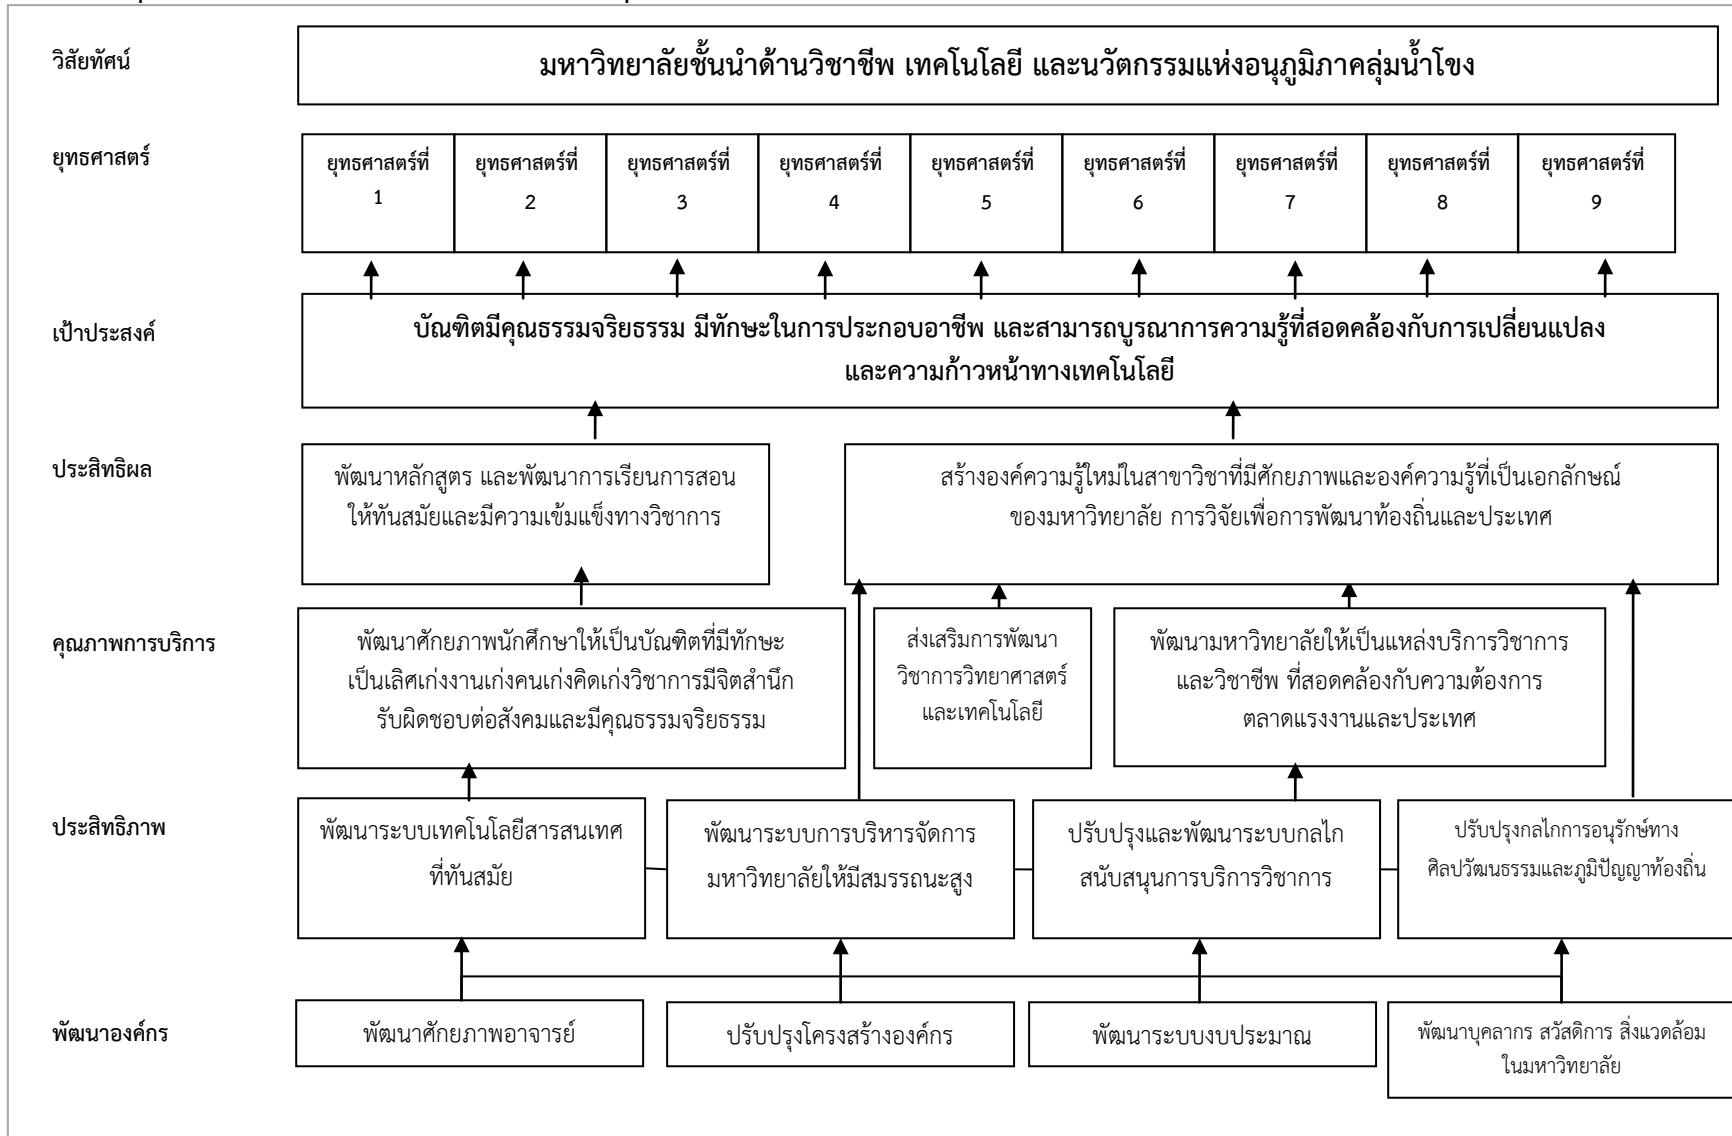 วิสัยทัศน์
มหาวิทยาลัยชั้นนำด้านวิชาชีพ เทคโนโลยี และนวัตกรรมแห่งอนุภูมิภาคลุ่มน้ำโขง
ยุทธศาสตร์
ยุทธศาสตร์ที่
1
ยุทธศาสตร์ที่
2
ยุทธศาสตร์ที่
3
ยุทธศาสตร์ที่
4
ยุทธศาสตร์ที่
5
ยุทธศาสตร์ที่
6
ยุทธศาสตร์ที่
7
ยุทธศาสตร์ที่
8
ยุทธศาสตร์ที่
9
เป้าประสงค์
บัณฑิตมีคุณธรรมจริยธรรม มีทักษะในการประกอบอาชีพ และสามารถบูรณาการความรู้ที่สอดคล้องกับการเปลี่ยนแปลง
และความก้าวหน้าทางเทคโนโลยี
ประสิทธิผล
พัฒนาหลักสูตร และพัฒนาการเรียนการสอน
ให้ทันสมัยและมีความเข้มแข็งทางวิชาการ
สร้างองค์ความรู้ใหม่ในสาขาวิชาที่มีศักยภาพและองค์ความรู้ที่เป็นเอกลักษณ์
ของมหาวิทยาลัย การวิจัยเพื่อการพัฒนาท้องถิ่นและประเทศ
คุณภาพการบริการ
พัฒนาศักยภาพนักศึกษาให้เป็นบัณฑิตที่มีทักษะ
เป็นเลิศเก่งงานเก่งคนเก่งคิดเก่งวิชาการมีจิตสำนึก
รับผิดชอบต่อสังคมและมีคุณธรรมจริยธรรม
ส่งเสริมการพัฒนา
วิชาการวิทยาศาสตร์
และเทคโนโลยี
พัฒนามหาวิทยาลัยให้เป็นแหล่งบริการวิชาการ
และวิชาชีพ ที่สอดคล้องกับความต้องการ
ตลาดแรงงานและประเทศ
ประสิทธิภาพ
พัฒนาระบบเทคโนโลยีสารสนเทศ
ที่ทันสมัย
พัฒนาระบบการบริหารจัดการ
มหาวิทยาลัยให้มีสมรรถนะสูง
ปรับปรุงและพัฒนาระบบกลไก
สนับสนุนการบริการวิชาการ
ปรับปรุงกลไกการอนุรักษ์ทาง
ศิลปวัฒนธรรมและภูมิปัญญาท้องถิ่น
พัฒนาองค์กร
พัฒนาศักยภาพอาจารย์
ปรับปรุงโครงสร้างองค์กร
พัฒนาระบบงบประมาณ
พัฒนาบุคลากร สวัสดิการ สิ่งแวดล้อม
ในมหาวิทยาลัย